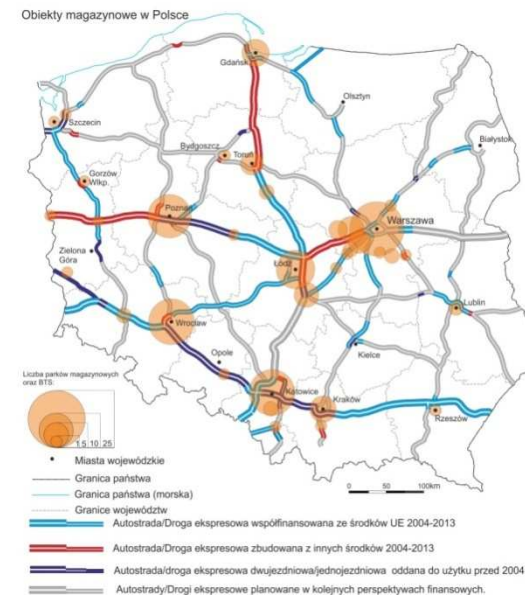 Obiekty magazynowe w Polsce
Gdańsk
Olsztyn
Szczecin
Bydgoszcz
Toruń
Białystok
Gorzów
Wlkp.
Poznań
Warszawa
Zielona
Góra
Łódź
Lublin
Wrocław
Opole
Kielce
Katowice
Kraków
Rzeszów
Liczba parków magazynowych
oraz BTS:
1 5 10 25
Miasta wojewódzkie
Granica państwa
Granica państwa (morska)
Granice województw
0 50 100km
Autostrada/Droga ekspresowa współfinansowana ze środków UE 2004-2013
Autostrada/Droga ekspresowa zbudowana z innych środków 2004-2013
Autostrada/droga ekspresowa dwujezdniowa/jednojezdniowa oddana do użytku przed 2004
Autostrady/Drogi ekspresowe planowane w kolejnych perspektywach finansowych.